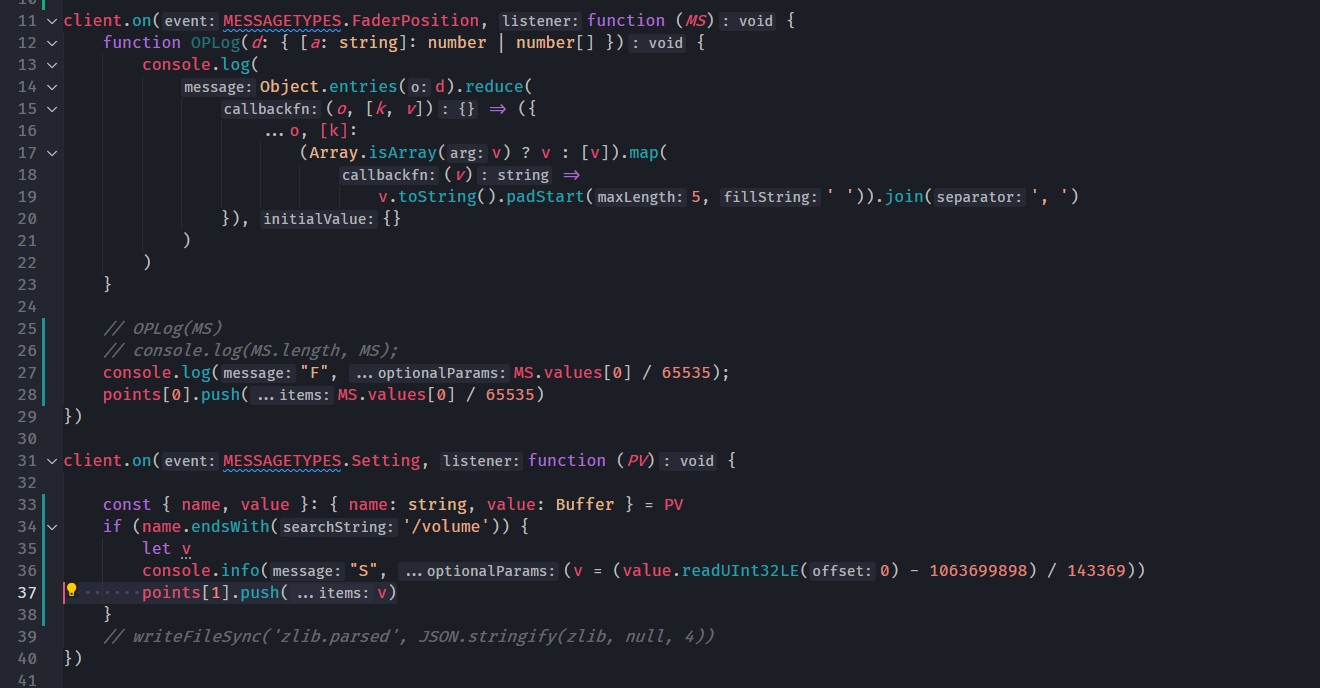 11 client.on( event: MESSAGETYPES.FaderPosition, listener: function (MS) : void {
12 function OPLog(d: { [a: string]: number | number[] }) : void {
13 console.log(
14 message: Object.entries( o: d).reduce(
15 callbackfn: (o, [k, v]) : {} ⇒ ({
16 ...o, [k]:
17 (Array.isArray( arg: v) ? v : [v]).map(
18 callbackfn: (v) : string ⇒
19 v.toString().padStart( maxLength: 5, fillString: ' ')).join( separator: ', ')
20 }), initialValue: {}
21 )
22 )
23 }
24
25 // OPLog(MS)
26 // console.log(MS.length, MS);
27 console.log( message: "F", ...optionalParams: MS.values[0] / 65535);
28 points[0].push( ...items: MS.values[0] / 65535)
29 })
30
31 client.on( event: MESSAGETYPES.Setting, listener: function (PV) : void {
32
33 const { name, value }: { name: string, value: Buffer } = PV
34 if (name.endsWith( searchString: '/volume')) {
35 let v
36 console.info( message: "S", ...optionalParams: (v = (value.readUInt32LE( offset: 0) - 1063699898) / 143369))
37 points[1].push( ...items: v)
38 }
39 // writeFileSync('zlib.parsed', JSON.stringify(zlib, null, 4))
40 })
41